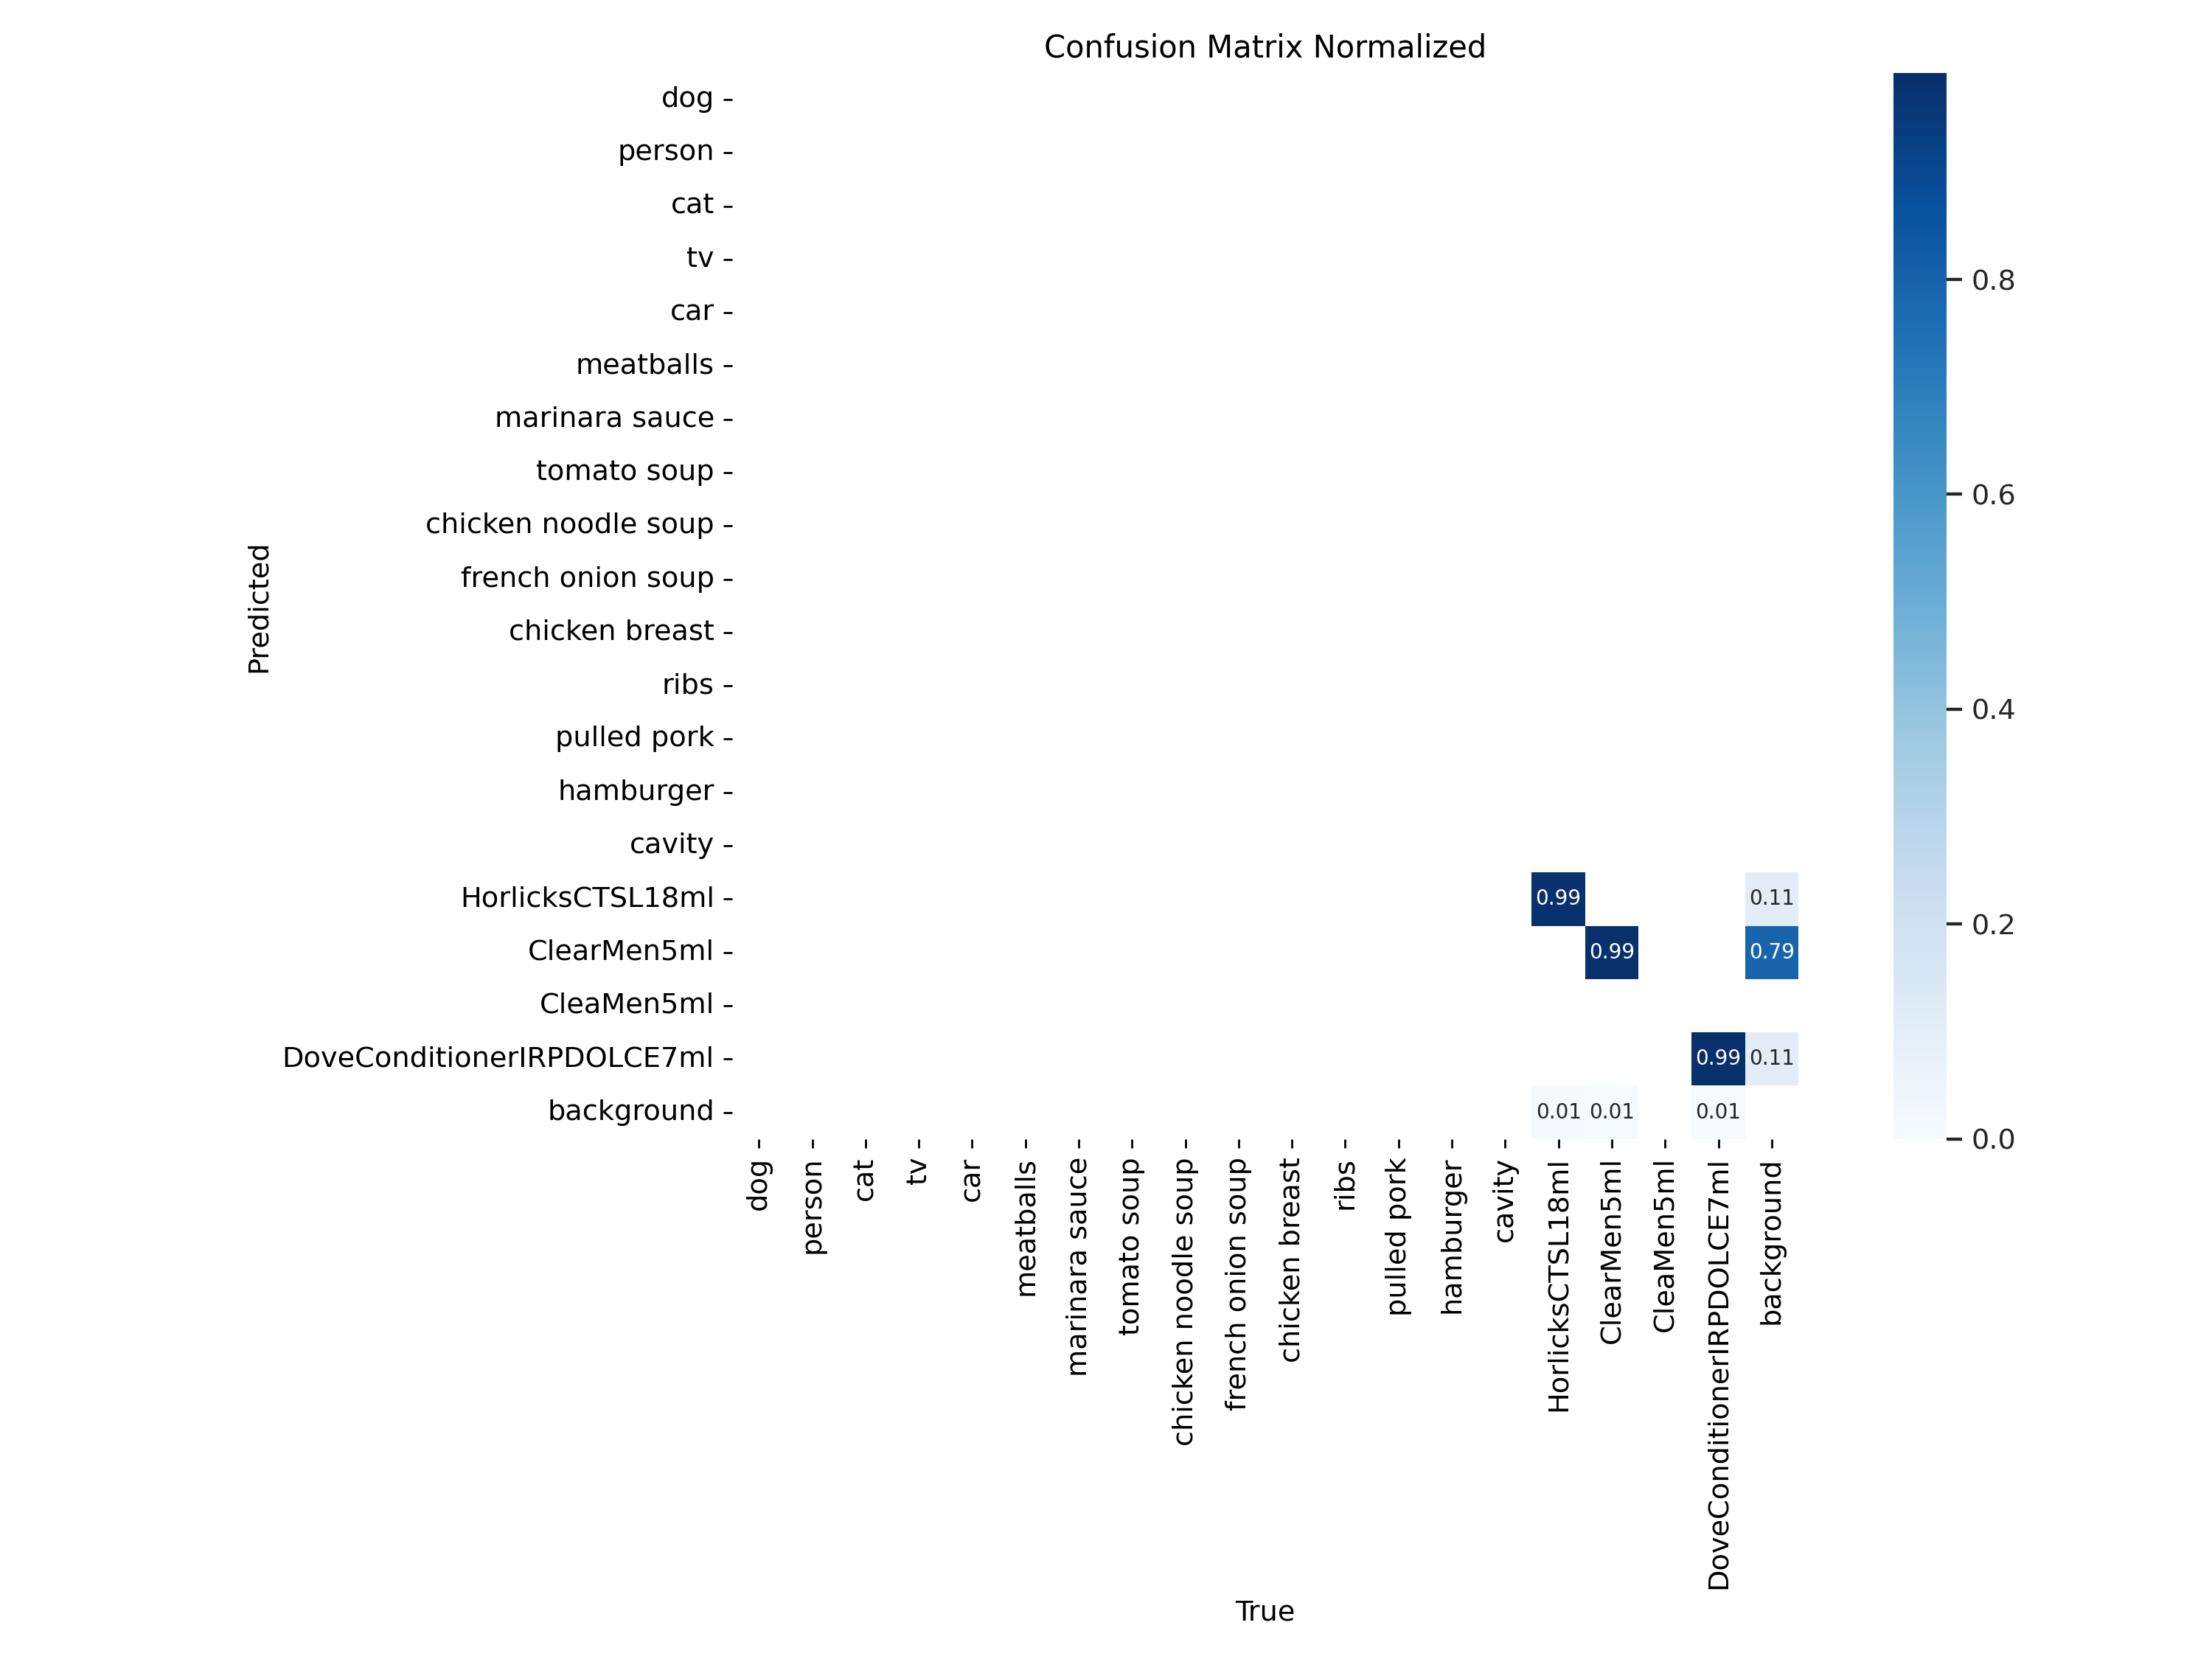 Confusion Matrix Normalized
dog
person
cat
tv
car
meatballs
marinara sauce
tomato soup
chicken noodle soup
french onion soup
chicken breast
ribs
pulled pork
hamburger
cavity
HorlicksCTSL18ml
ClearMen5ml
CleaMen5ml
DoveConditionerIRPDOLCE7ml
background
Predicted
0.99 0.11
0.99 0.79
0.99 0.11
0.01 0.01 0.01
dog
person
cat
tv
car
meatballs
marinara sauce
tomato soup
chicken noodle soup
french onion soup
chicken breast
ribs
pulled pork
hamburger
cavity
HorlicksCTSL18ml
ClearMen5ml
CleaMen5ml
DoveConditionerIRPDOLCE7ml
background
True
0.8
0.6
0.4
0.2
0.0